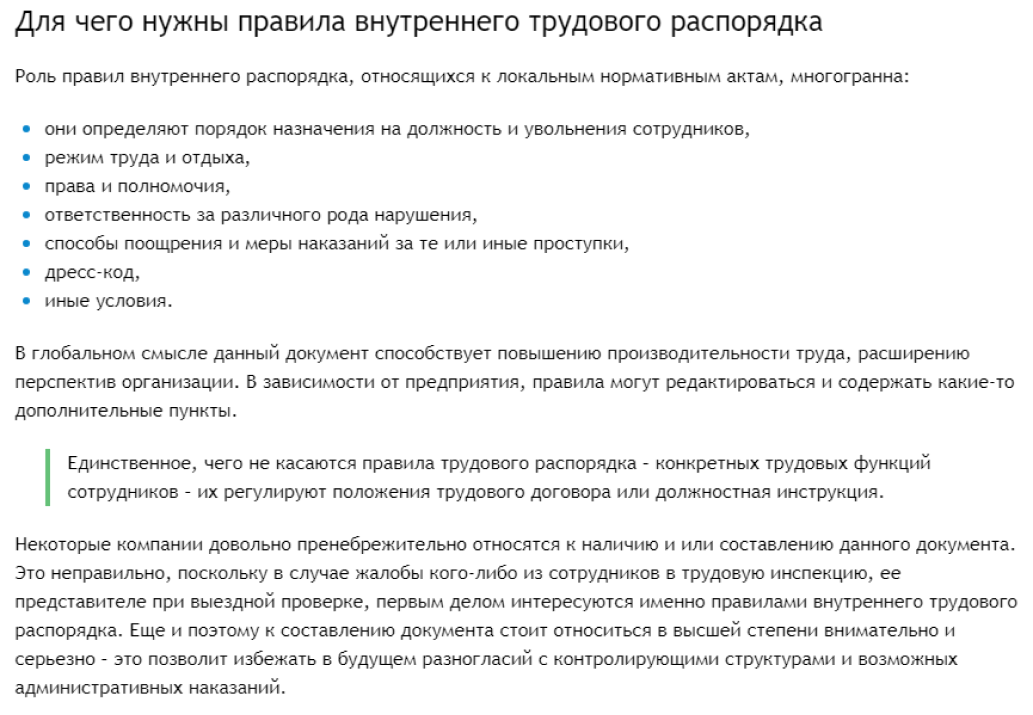 Для чего нужны правила внутреннего трудового распорядка
Роль правил внутреннего распорядка, относящихся к локальным нормативным актам, многогранна:
они определяют порядок назначения на должность и увольнения сотрудников,
режим труда и отдыха,
права и полномочия,
ответственность за различного рода нарушения,
способы поощрения и меры наказаний за те или иные проступки,
дресс-код,
иные условия.
В глобальном смысле данный документ способствует повышению производительности труда, расширению
перспектив организации. В зависимости от предприятия, правила могут редактироваться и содержать какие-то
дополнительные пункты.
Единственное, чего не касаются правила трудового распорядка – конкретных трудовых функций
сотрудников – их регулируют положения трудового договора или должностная инструкция.
Некоторые компании довольно пренебрежительно относятся к наличию и или составлению данного документа.
Это неправильно, поскольку в случае жалобы кого-либо из сотрудников в трудовую инспекцию, ее
представителе при выездной проверке, первым делом интересуются именно правилами внутреннего трудового
распорядка. Еще и поэтому к составлению документа стоит относиться в высшей степени внимательно и
серьезно – это позволит избежать в будущем разногласий с контролирующими структурами и возможных
административных наказаний.